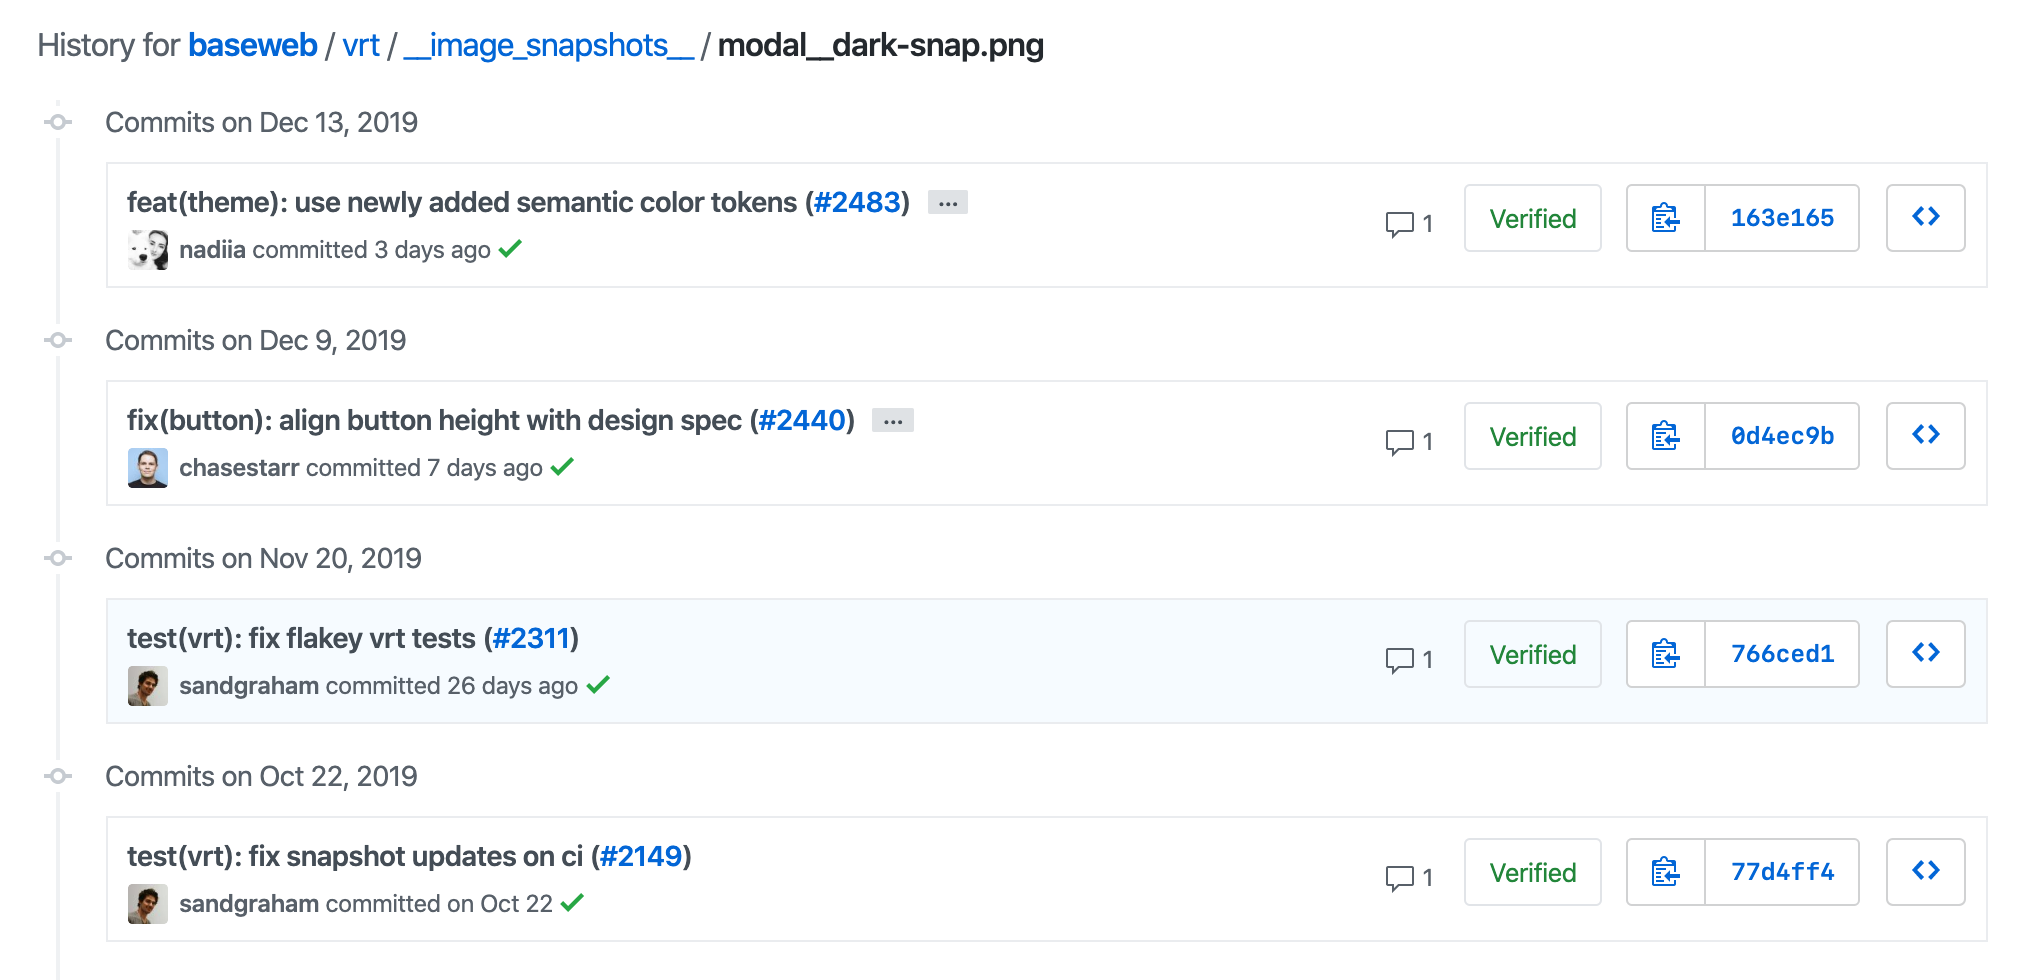 History for baseweb / vrt / __image_snapshots__ / modal__dark-snap.png
Commits on Dec 13, 2019
feat(theme): use newly added semantic color tokens (#2483) ...
nadiia committed 3 days ago
1 Verified 163e165
Commits on Dec 9, 2019
fix(button): align button height with design spec (#2440) ...
chasestarr committed 7 days ago
1 Verified 0d4ec9b
Commits on Nov 20, 2019
test(vrt): fix flakey vrt tests (#2311)
sandgraham committed 26 days ago
1 Verified 766ced1
Commits on Oct 22, 2019
test(vrt): fix snapshot updates on ci (#2149)
sandgraham committed on Oct 22
1 Verified 77d4ff4